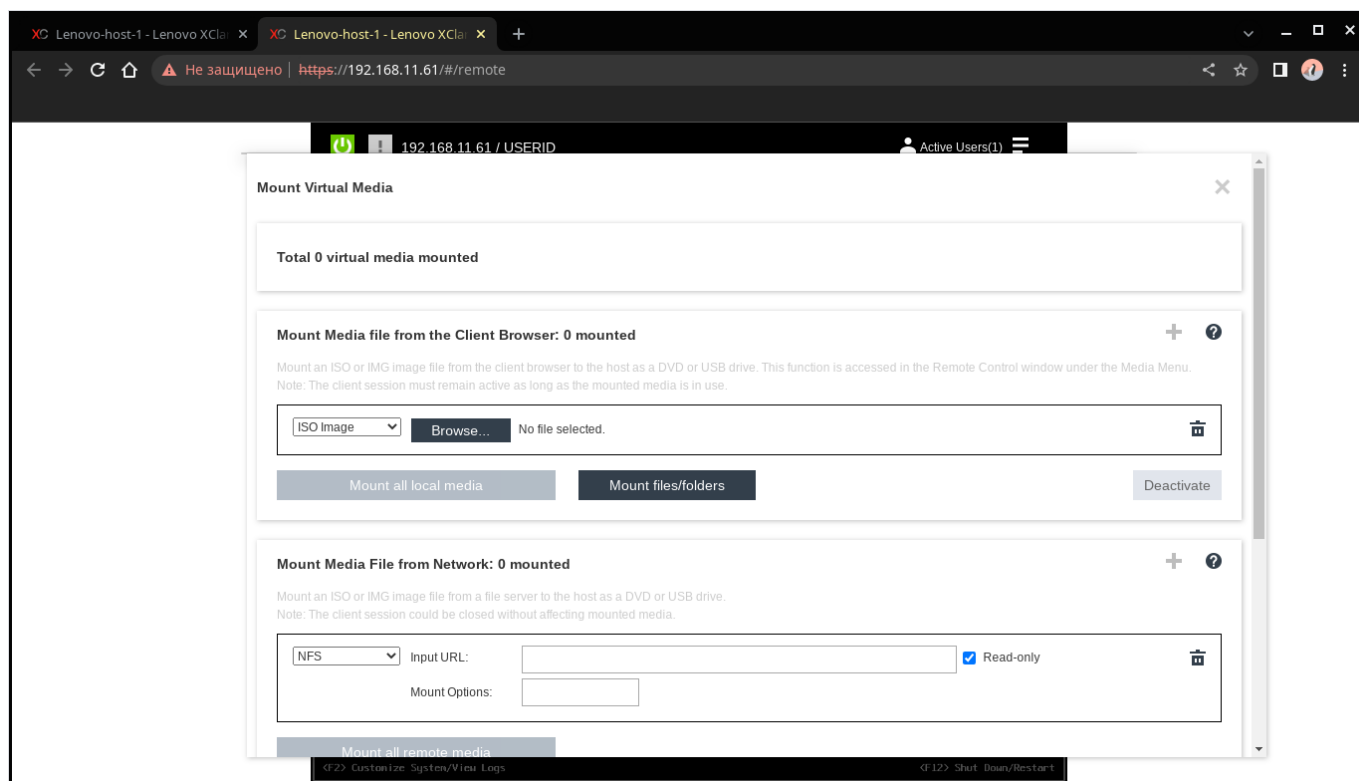 XC Lenovo-host-1 - Lenovo XCla
XC Lenovo-host-1 - Lenovo XClar
Не защищено | https://192.168.11.61/#/remote
192.168.11.61 / USERID
Active Users(1)
Mount Virtual Media
Total 0 virtual media mounted
Mount Media file from the Client Browser: 0 mounted
Mount an ISO or IMG image file from the client browser to the host as a DVD or USB drive. This function is accessed in the Remote Control window under the Media Menu.
Note: The client session must remain active as long as the mounted media is in use.
ISO Image
Browse...
No file selected.
Mount all local media
Mount files/folders
Deactivate
Mount Media File from Network: 0 mounted
Mount an ISO or IMG image file from a file server to the host as a DVD or USB drive.
Note: The client session could be closed without affecting mounted media.
NFS
Input URL:
Read-only
Mount Options:
Mount all remote media
<F2> Customize System/View Logs
<F12> Shut Down/Restart